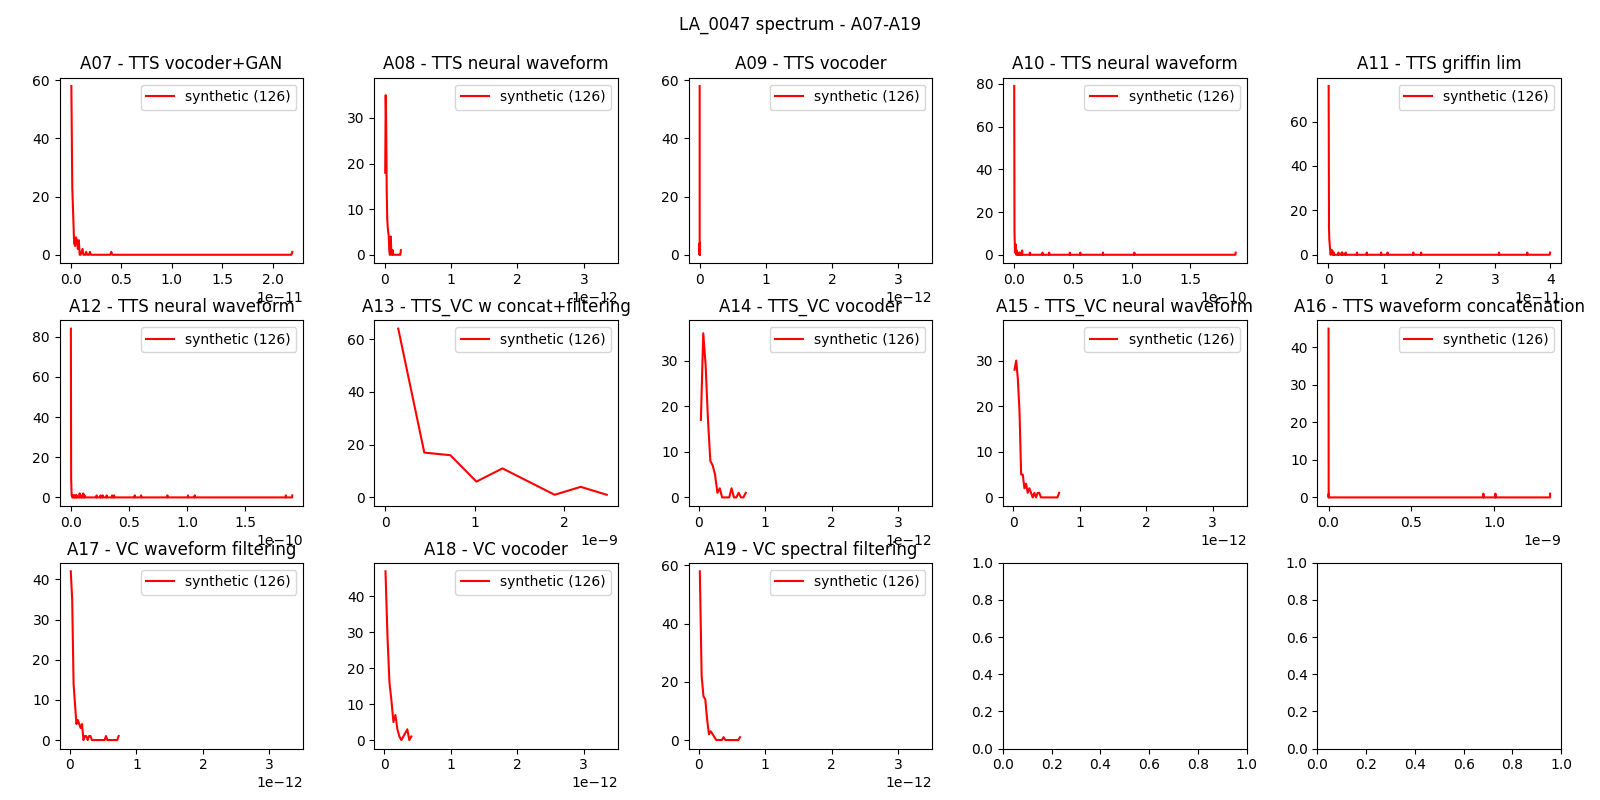 LA_0047 spectrum - A07-A19
A07 - TTS vocoder+GAN
synthetic (126)
60
40
20
0
0.0 0.5 1.0 1.5 2.0
1e−11
A08 - TTS neural waveform
synthetic (126)
30
20
10
0
0 1 2 3
1e−12
A09 - TTS vocoder
synthetic (126)
60
40
20
0
0 1 2 3
1e−12
A10 - TTS neural waveform
synthetic (126)
80
60
40
20
0
0.0 0.5 1.0 1.5
1e−10
A11 - TTS griffin lim
synthetic (126)
60
40
20
0
0 1 2 3 4
1e−11
A12 - TTS neural waveform
synthetic (126)
80
60
40
20
0
0.0 0.5 1.0 1.5
1e−10
A13 - TTS_VC w concat+filtering
synthetic (126)
60
40
20
0
0 1 2
1e−9
A14 - TTS_VC vocoder
synthetic (126)
30
20
10
0
0 1 2 3
1e−12
A15 - TTS_VC neural waveform
synthetic (126)
30
20
10
0
0 1 2 3
1e−12
A16 - TTS waveform concatenation
synthetic (126)
40
30
20
10
0
0.0 0.5 1.0
1e−9
A17 - VC waveform filtering
synthetic (126)
40
30
20
10
0
0 1 2 3
1e−12
A18 - VC vocoder
synthetic (126)
40
30
20
10
0
0 1 2 3
1e−12
A19 - VC spectral filtering
synthetic (126)
60
40
20
0
0 1 2 3
1e−12
1.0
0.8
0.6
0.4
0.2
0.0
0.0 0.2 0.4 0.6 0.8 1.0
1.0
0.8
0.6
0.4
0.2
0.0
0.0 0.2 0.4 0.6 0.8 1.0